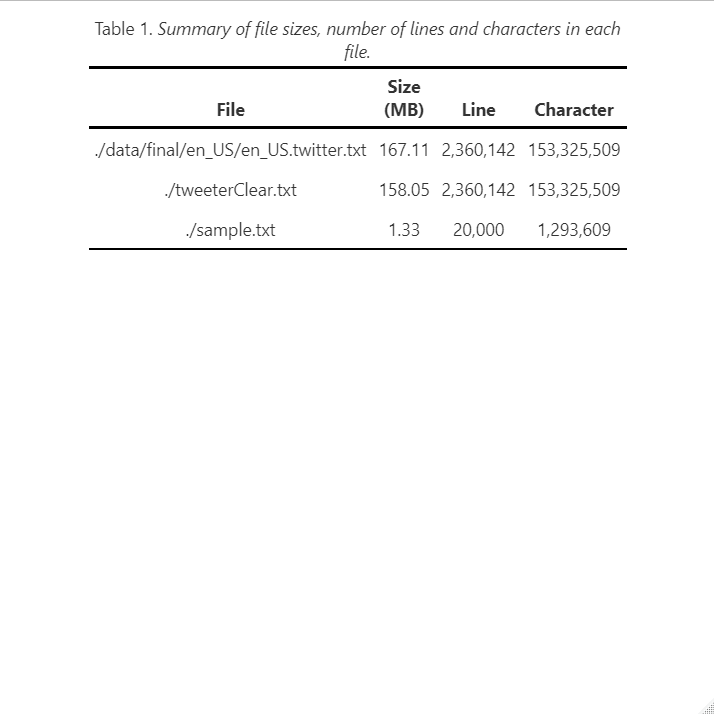 Table 1. Summary of file sizes, number of lines and characters in each
file.
Size
File (MB) Line Character
./data/final/en_US/en_US.twitter.txt 167.11 2,360,142 153,325,509
./tweeterClear.txt 158.05 2,360,142 153,325,509
./sample.txt 1.33 20,000 1,293,609